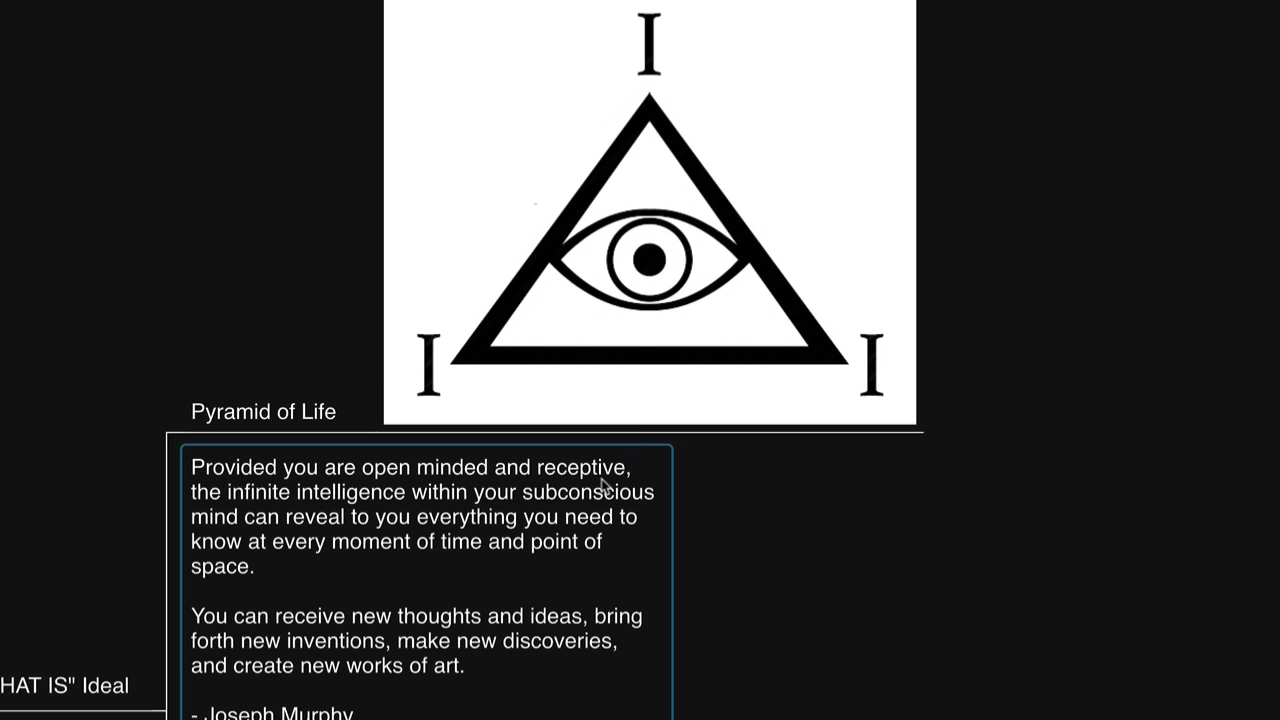 I
I I
Pyramid of Life
Provided you are open minded and receptive,
the infinite intelligence within your subconscious
mind can reveal to you everything you need to
know at every moment of time and point of
space.
You can receive new thoughts and ideas, bring
forth new inventions, make new discoveries,
and create new works of art.
HAT IS" Ideal
- Joseph Murphy